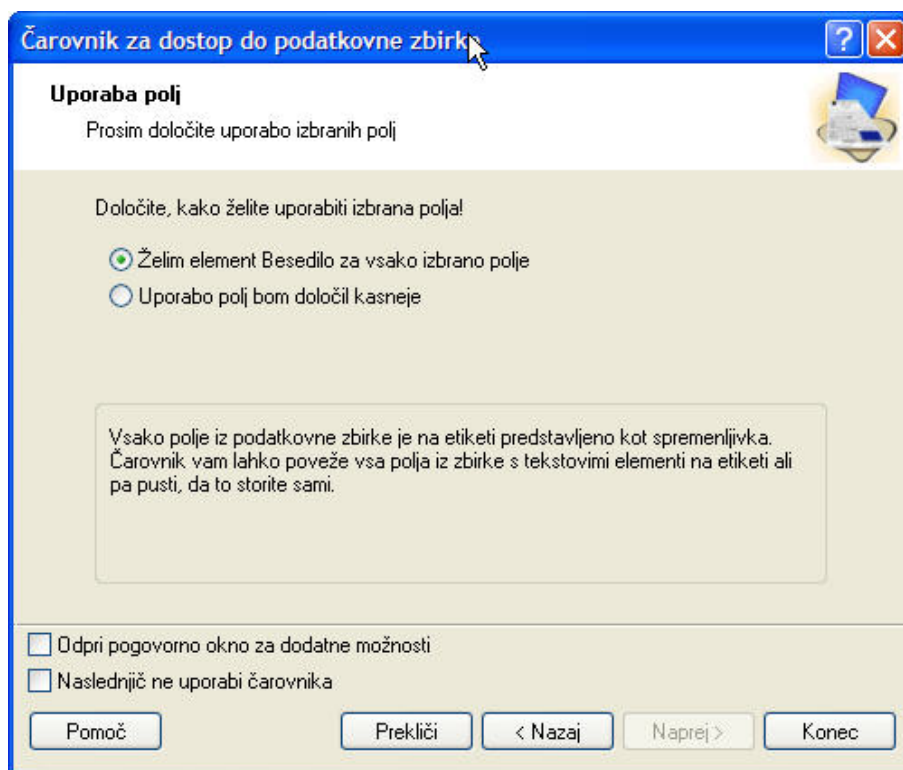 Čarovnik za dostop do podatkovne zbirke
Uporaba polj
Prosim določite uporabo izbranih polj
Določite, kako želite uporabiti izbrana polja!
Želim element Besedilo za vsako izbrano polje
Uporabo polj bom določil kasneje
Vsako polje iz podatkovne zbirke je na etiketi predstavljeno kot spremenljivka.
Čarovnik vam lahko poveže vsa polja iz zbirke s tekstovimi elementi na etiketi ali
pa pusti, da to storite sami.
Odpri pogovorno okno za dodatne možnosti
Naslednjič ne uporabi čarovnika
Pomoč
Prekliči
< Nazaj
Naprej >
Konec